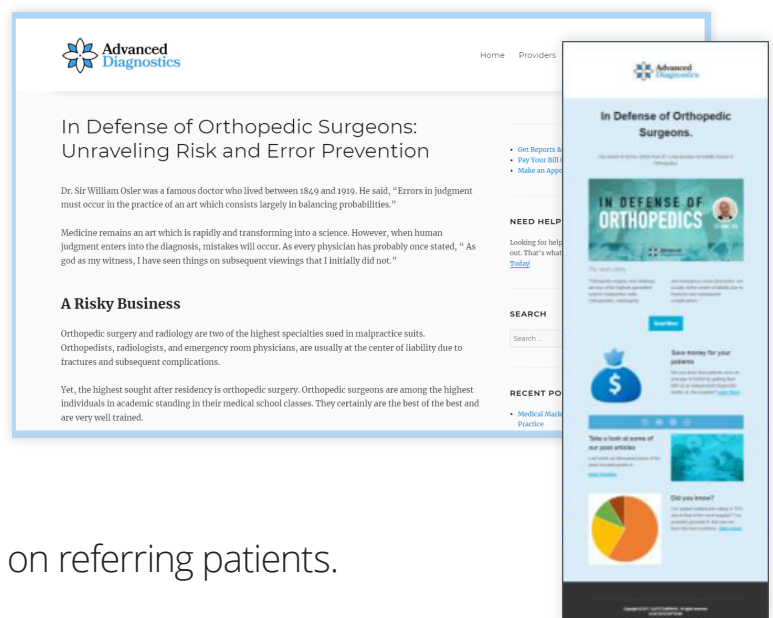 Advanced
Diagnostics
Home Providers
In Defense of Orthopedic Surgeons:
Unraveling Risk and Error Prevention
Dr. Sir William Osler was a famous doctor who lived between 1849 and 1919. He said, “Errors in judgment
must occur in the practice of an art which consists largely in balancing probabilities.”
Medicine remains an art which is rapidly and transforming into a science. However, when human
judgment enters into the diagnosis, mistakes will occur. As every physician has probably once stated, “ As
god as my witness, I have seen things on subsequent viewings that I initially did not.”
A Risky Business
Orthopedic surgery and radiology are two of the highest specialties sued in malpractice suits.
Orthopedists, radiologists, and emergency room physicians, are usually at the center of liability due to
fractures and subsequent complications.
Yet, the highest sought after residency is orthopedic surgery. Orthopedic surgeons are among the highest
individuals in academic standing in their medical school classes. They certainly are the best of the best and
are very well trained.
• Get Reports &
• Pay Your Bill
• Make an Appo
NEED HELP
Looking for help
out. That's what
Today
SEARCH
Search ...
RECENT PO
• Medical Mark
Practice
Advanced
Diagnostics
In Defense of Orthopedic
Surgeons.
IN DEFENSE OF
ORTHOPEDICS
Advanced
Diagnostics
Read More
Save money for your
patients
$
Take a look at some of
our past articles
Did you know?
on referring patients.